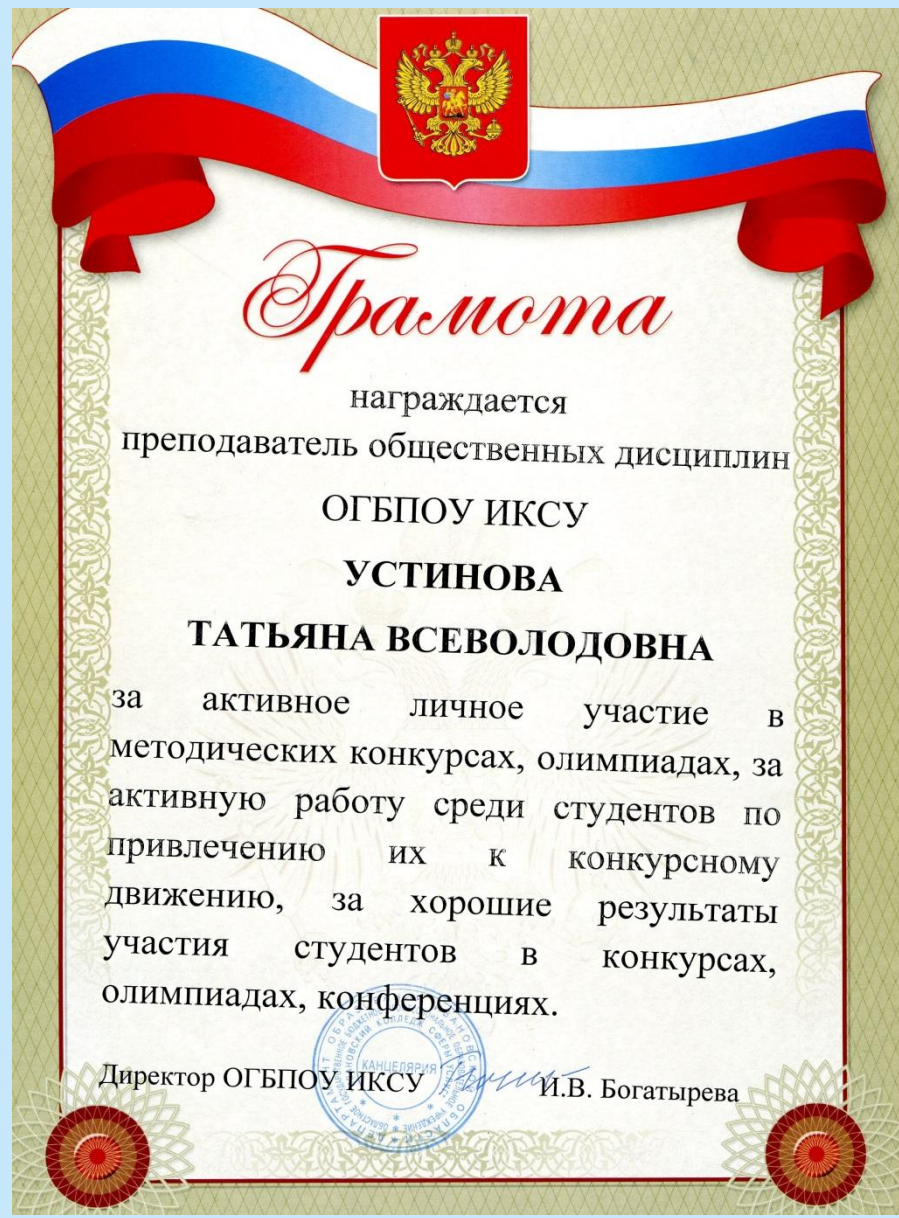 Грамота
награждается
преподаватель общественных дисциплин
ОГБПОУ ИКСУ
УСТИНОВА
ТАТЬЯНА ВСЕВОЛОДОВНА
за активное личное участие в
методических конкурсах, олимпиадах, за
активную работу среди студентов по
привлечению их к конкурсному
движению, за хорошие результаты
участия студентов в конкурсах,
олимпиадах, конференциях.
КАНЦЕЛЯРИЯ
Директор ОГБПОУ ИКСУ И.В. Богатырева